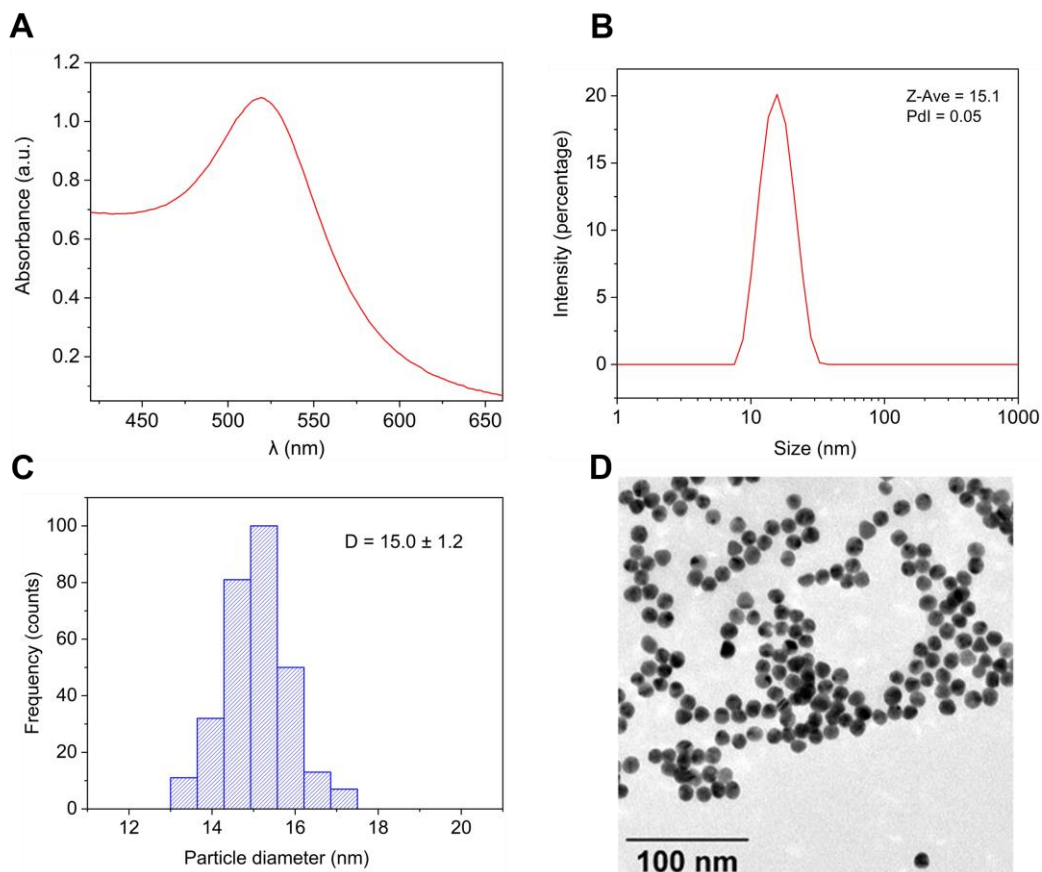 A
Absorbance (a.u.)
1.2
1.0
0.8
0.6
0.4
0.2
450 500 550 600 650
λ (nm)
B
Intensity (percentage)
20
15
10
5
0
Z-Ave = 15.1
PdI = 0.05
1 10 100 1000
Size (nm)
C
Frequency (counts)
100
80
60
40
20
0
D = 15.0 ± 1.2
12 14 16 18 20
Particle diameter (nm)
D
100 nm